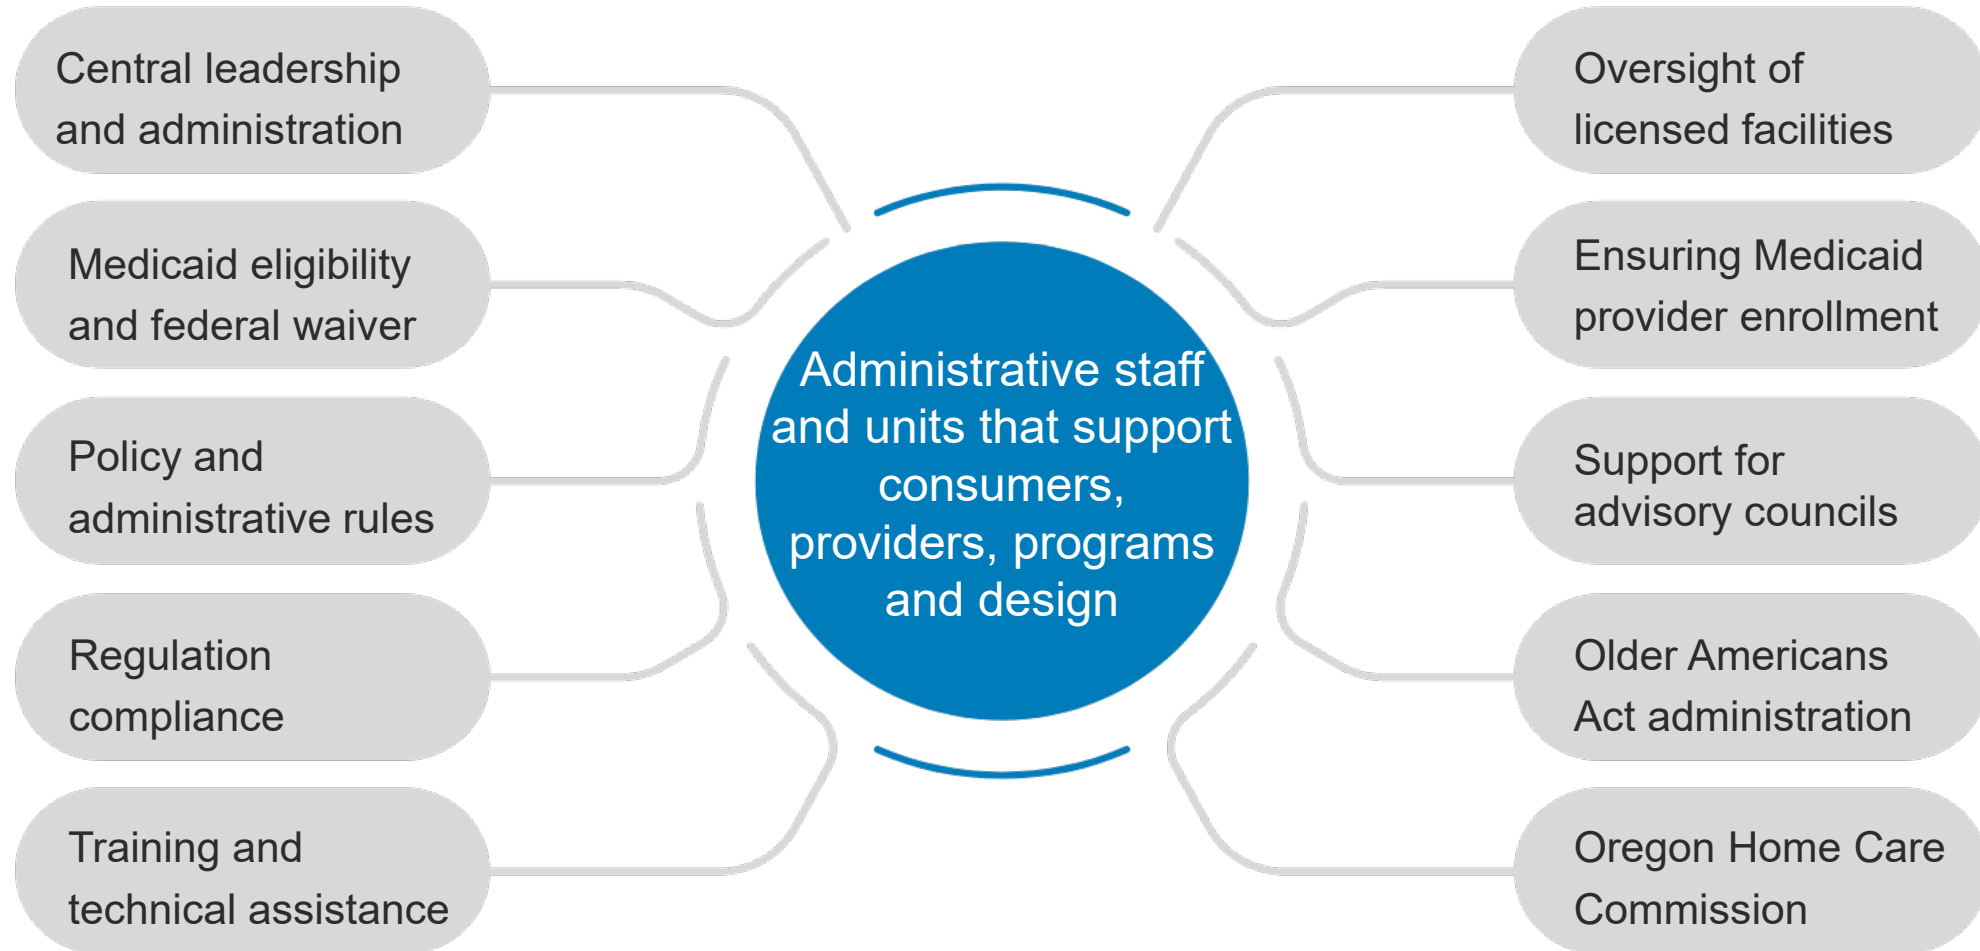 Central leadership
and administration
Medicaid eligibility
and federal waiver
Policy and
administrative rules
Regulation
compliance
Training and
technical assistance
Administrative staff
and units that support
consumers,
providers, programs
and design
Oversight of
licensed facilities
Ensuring Medicaid
provider enrollment
Support for
advisory councils
Older Americans
Act administration
Oregon Home Care
Commission